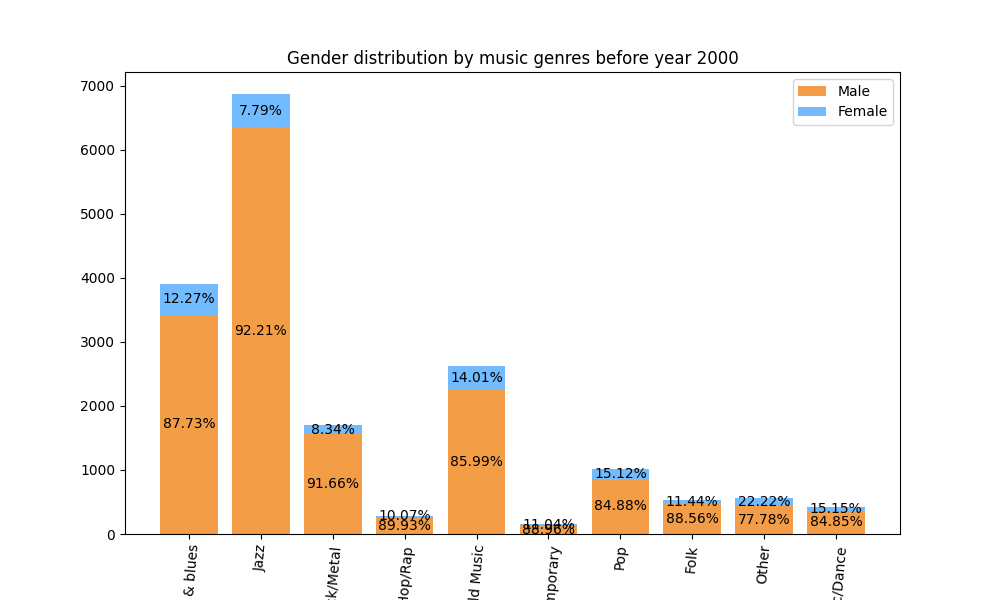 Gender distribution by music genres before year 2000
Male
Female
7000
6000
5000
4000
3000
2000
1000
0
12.27%
87.73%
7.79%
92.21%
8.34%
91.66%
10.07%
89.93%
14.01%
85.99%
11.04%
88.96%
15.12%
84.88%
11.44%
88.56%
22.22%
77.78%
15.15%
84.85%
& blues
Jazz
k/Metal
Hop/Rap
ld Music
mporary
Pop
Folk
Other
c/Dance